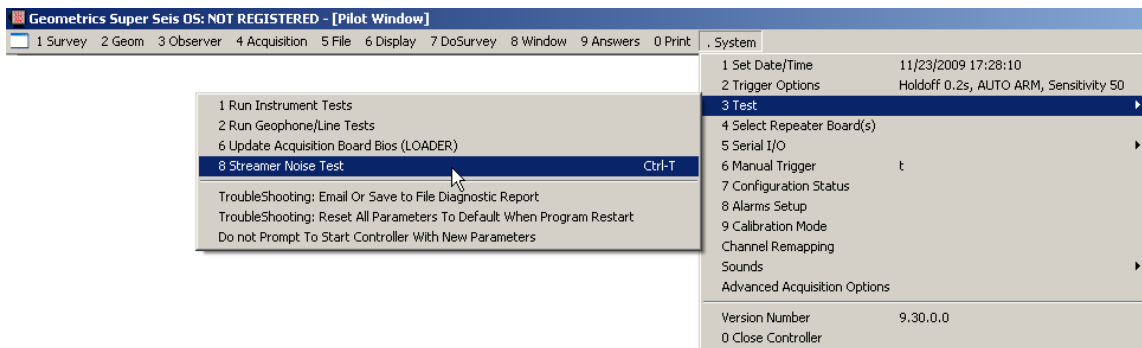 Geometrics Super Seis OS: NOT REGISTERED - [Pilot Window]
1 Survey 2 Geom 3 Observer 4 Acquisition 5 File 6 Display 7 DoSurvey 8 Window 9 Answers 0 Print . System
1 Set Date/Time 11/23/2009 17:28:10
2 Trigger Options Holdoff 0.2s, AUTO ARM, Sensitivity 50
3 Test
4 Select Repeater Board(s)
5 Serial I/O
6 Manual Trigger t
7 Configuration Status
8 Alarms Setup
9 Calibration Mode
Channel Remapping
Sounds
Advanced Acquisition Options
Version Number 9.30.0.0
0 Close Controller
1 Run Instrument Tests
2 Run Geophone/Line Tests
6 Update Acquisition Board Bios (LOADER)
8 Streamer Noise Test Ctrl-T
TroubleShooting: Email Or Save to File Diagnostic Report
TroubleShooting: Reset All Parameters To Default When Program Restart
Do not Prompt To Start Controller With New Parameters